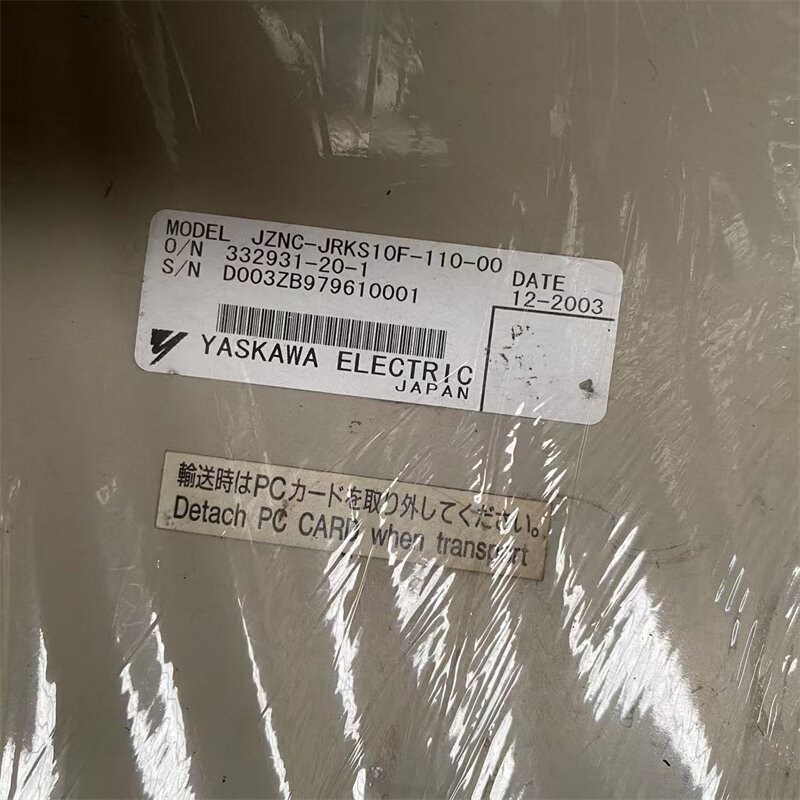 MODEL JZNC-JRKS10F-110-00
O/N 332931-20-1
S/N D003ZB979610001
DATE
12-2003
YASKAWA ELECTRIC
JAPAN
輸送時はPCカードを取り外してください。
Detach PC CARD when transport